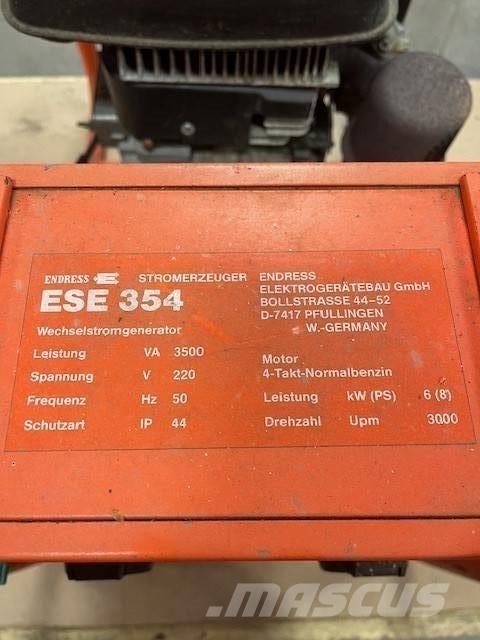 ENDRESS STROMERZEUGER
ESE 354
Wechselstromgenerator
Leistung VA 3500
Spannung V 220
Frequenz Hz 50
Schutzart IP 44
ENDRESS
ELEKTROGERÄTEBAU GmbH
BOLLSTRASSE 44-52
D-7417 PFULLINGEN
W.-GERMANY
Motor
4-Takt-Normalbenzin
Leistung kW (PS) 6 (8)
Drehzahl Upm 3000
MASCUS